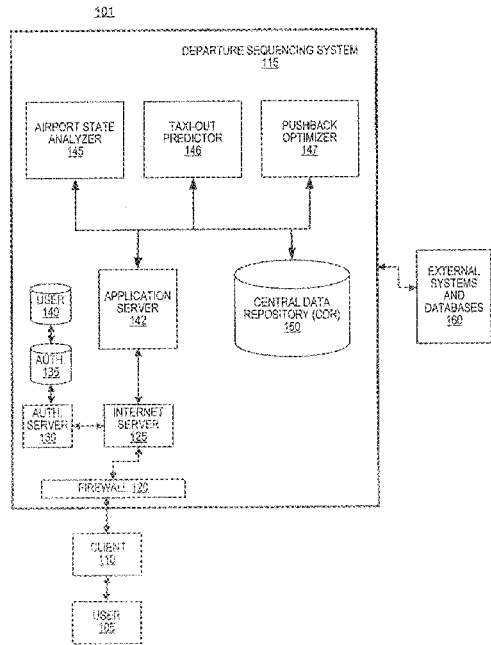 101
DEPARTURE SEQUENCING SYSTEM
115
AIRPORT STATE
ANALYZER
145
TAXI-OUT
PREDICTOR
146
PUSHBACK
OPTIMIZER
147
USER
140
AUTH.
135
AUTH.
SERVER
130
APPLICATION
SERVER
142
INTERNET
SERVER
125
CENTRAL DATA
REPOSITORY (CDR)
150
EXTERNAL
SYSTEMS
AND
DATABASES
160
FIREWALL 120
CLIENT
110
USER
105